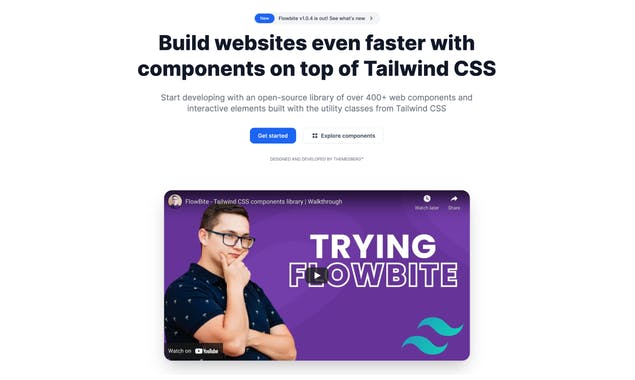 New Flowbite v1.0.4 is out! See what's new
Build websites even faster with
components on top of Tailwind CSS
Start developing with an open-source library of over 400+ web components and
interactive elements built with the utility classes from Tailwind CSS
Get started
Explore components
DESIGNED AND DEVELOPED BY THEMESBERG™
FlowBite - Tailwind CSS components library | Walkthrough
Watch later
Share
TRYING
FLOWBITE
Watch on YouTube